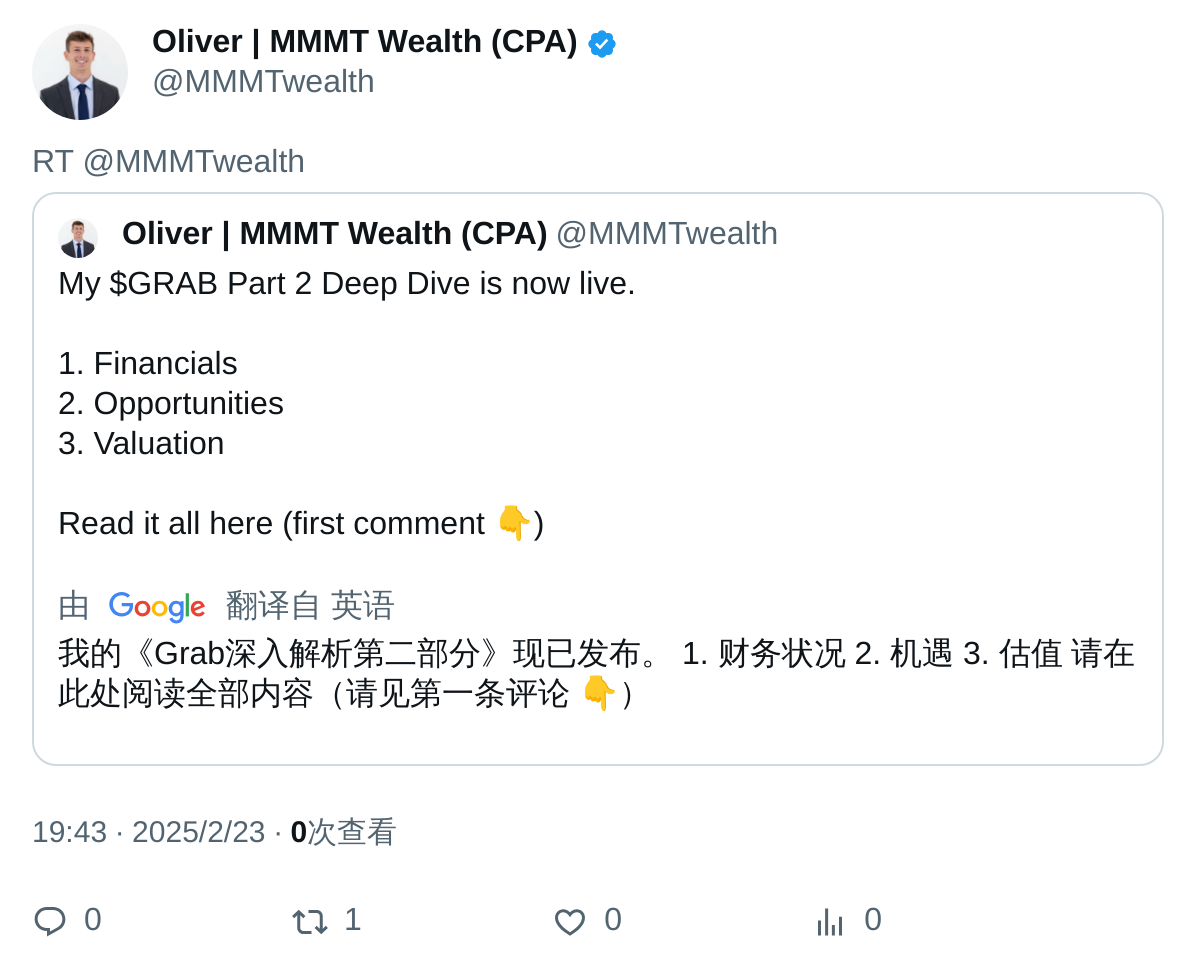 Oliver | MMMT Wealth (CPA)
@MMMTwealth
RT @MMMTwealth
Oliver | MMMT Wealth (CPA) @MMMTwealth
My $GRAB Part 2 Deep Dive is now live.
1. Financials
2. Opportunities
3. Valuation
Read it all here (first comment 👇)
由 Google 翻译自 英语
我的《Grab深入解析第二部分》现已发布。 1. 财务状况 2. 机遇 3. 估值 请在
此处阅读全部内容（请见第一条评论 👇）
19:43 · 2025/2/23 · 0次查看
0 1 0 0